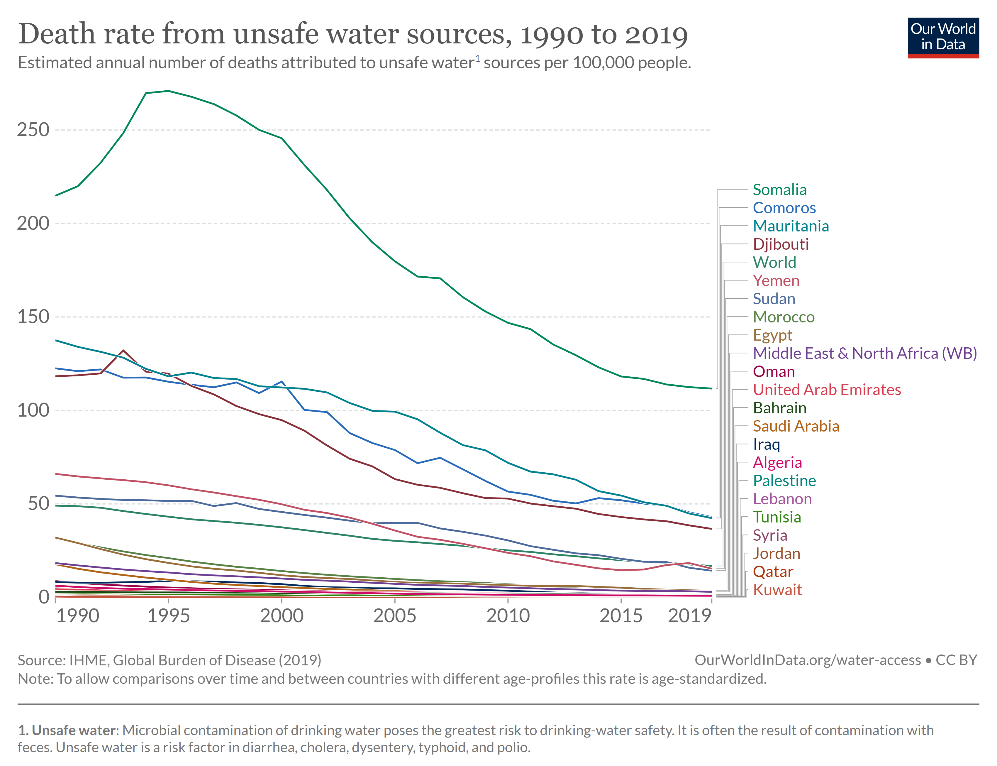 Death rate from unsafe water sources, 1990 to 2019
Our World
in Data
Estimated annual number of deaths attributed to unsafe water¹ sources per 100,000 people.
250
200
150
100
50
0
1990
1995
2000
2005
2010
2015
2019
Somalia
Comoros
Mauritania
Djibouti
World
Yemen
Sudan
Morocco
Egypt
Middle East & North Africa (WB)
Oman
United Arab Emirates
Bahrain
Saudi Arabia
Iraq
Algeria
Palestine
Lebanon
Tunisia
Syria
Jordan
Qatar
Kuwait
Source: IHME, Global Burden of Disease (2019)
OurWorldInData.org/water-access • CC BY
Note: To allow comparisons over time and between countries with different age-profiles this rate is age-standardized.
1. Unsafe water: Microbial contamination of drinking water poses the greatest risk to drinking-water safety. It is often the result of contamination with
feces. Unsafe water is a risk factor in diarrhea, cholera, dysentery, typhoid, and polio.